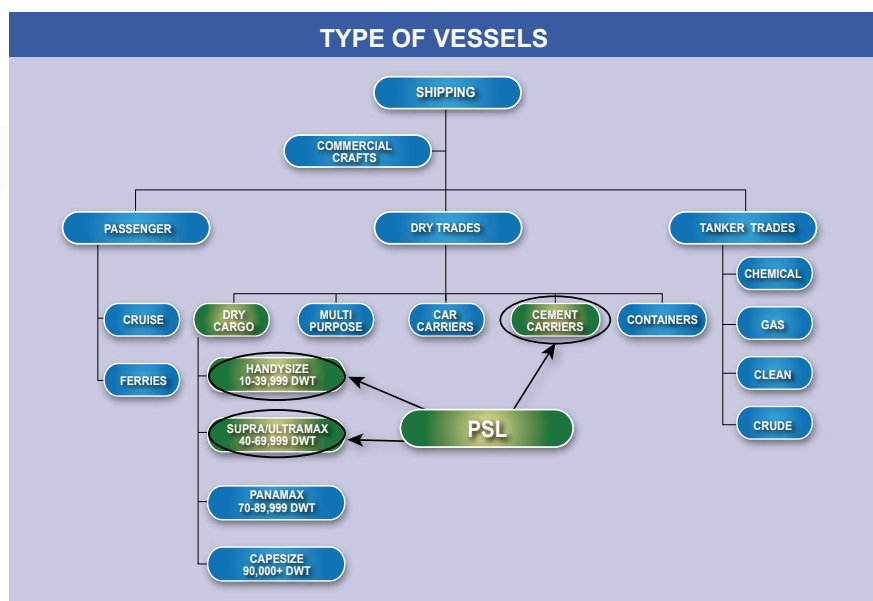 TYPE OF VESSELS
SHIPPING
COMMERCIAL
CRAFTS
PASSENGER
DRY TRADES
TANKER TRADES
CHEMICAL
GAS
CLEAN
CRUDE
CRUISE
FERRIES
DRY
CARGO
MULTI
PURPOSE
CAR
CARRIERS
CEMENT
CARRIERS
CONTAINERS
HANDYSIZE
10-39,999 DWT
SUPRA/ULTRAMAX
40-69,999 DWT
PSL
PANAMAX
70-89,999 DWT
CAPESIZE
90,000+ DWT